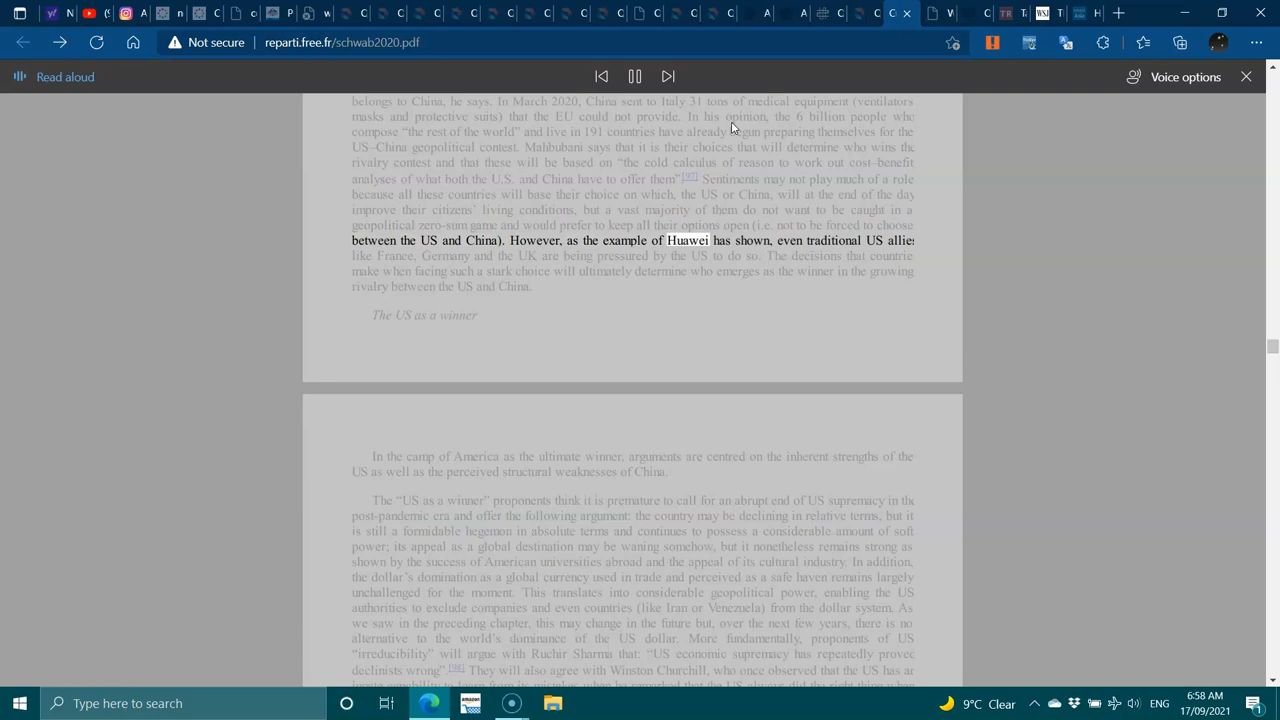 Not secure
reparti.free.fr/schwab2020.pdf
Read aloud
Voice options
belongs to China, he says. In March 2020, China sent to Italy 31 tons of medical equipment (ventilators
masks and protective suits) that the EU could not provide. In his opinion, the 6 billion people who
compose “the rest of the world” and live in 191 countries have already begun preparing themselves for the
US–China geopolitical contest. Mahbubani says that it is their choices that will determine who wins the
rivalry contest and that these will be based on “the cold calculus of reason to work out cost–benefit
analyses of what both the U.S. and China have to offer them”[97] Sentiments may not play much of a role
because all these countries will base their choice on which, the US or China, will at the end of the day
improve their citizens’ living conditions, but a vast majority of them do not want to be caught in a
geopolitical zero-sum game and would prefer to keep all their options open (i.e. not to be forced to choose
between the US and China). However, as the example of Huawei has shown, even traditional US allies
like France, Germany and the UK are being pressured by the US to do so. The decisions that countries
make when facing such a stark choice will ultimately determine who emerges as the winner in the growing
rivalry between the US and China.
The US as a winner
In the camp of America as the ultimate winner, arguments are centred on the inherent strengths of the
US as well as the perceived structural weaknesses of China.
The “US as a winner” proponents think it is premature to call for an abrupt end of US supremacy in the
post-pandemic era and offer the following argument: the country may be declining in relative terms, but it
is still a formidable hegemon in absolute terms and continues to possess a considerable amount of soft
power; its appeal as a global destination may be waning somehow, but it nonetheless remains strong as
shown by the success of American universities abroad and the appeal of its cultural industry. In addition,
the dollar’s domination as a global currency used in trade and perceived as a safe haven remains largely
unchallenged for the moment. This translates into considerable geopolitical power, enabling the US
authorities to exclude companies and even countries (like Iran or Venezuela) from the dollar system. As
we saw in the preceding chapter, this may change in the future but, over the next few years, there is no
alternative to the world’s dominance of the US dollar. More fundamentally, proponents of US
“irreducibility” will argue with Ruchir Sharma that: “US economic supremacy has repeatedly proved
declinists wrong”.[98] They will also agree with Winston Churchill, who once observed that the US has an
innate capability to learn from its mistakes when he remarked that the US always did the right thing when
Type here to search
9°C Clear
ENG
6:58 AM
17/09/2021